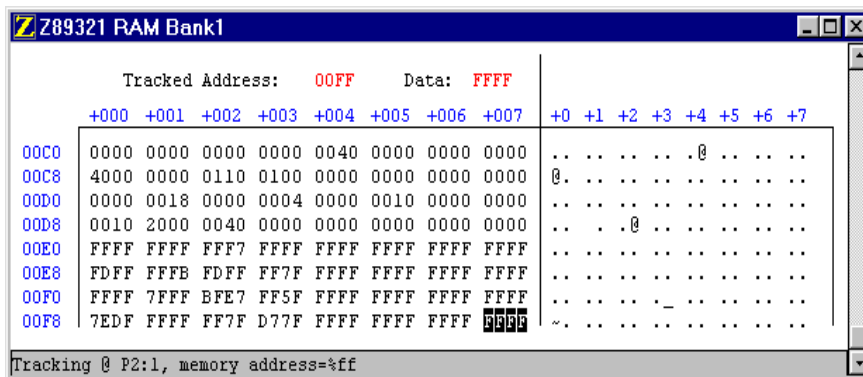 Z89321 RAM Bank1
Tracked Address: 00FF Data: FFFF
+000 +001 +002 +003 +004 +005 +006 +007 +0 +1 +2 +3 +4 +5 +6 +7
00C0 0000 0000 0000 0000 0040 0000 0000 0000 .. .. .. .. .@ .. .. ..
00C8 4000 0000 0110 0100 0000 0000 0000 0000 @. .. .. .. .. .. .. ..
00D0 0000 0018 0000 0004 0000 0010 0000 0000 .. .. .. .. .. .. .. ..
00D8 0010 2000 0040 0000 0000 0000 0000 0000 .. . .@ .. .. .. .. ..
00E0 FFFF FFFF FFF7 FFFF FFFF FFFF FFFF FFFF .. .. .. .. .. .. .. ..
00E8 FDFF FFFB FDFF FF7F FFFF FFFF FFFF FFFF .. .. .. .. .. .. .. ..
00F0 FFFF 7FFF BFE7 FF5F FFFF FFFF FFFF FFFF .. .. .. ._ .. .. .. ..
00F8 7EDF FFFF FF7F D77F FFFF FFFF FFFF FFFF ~. .. .. .. .. .. .. ..
Tracking @ P2:1, memory address=%ff